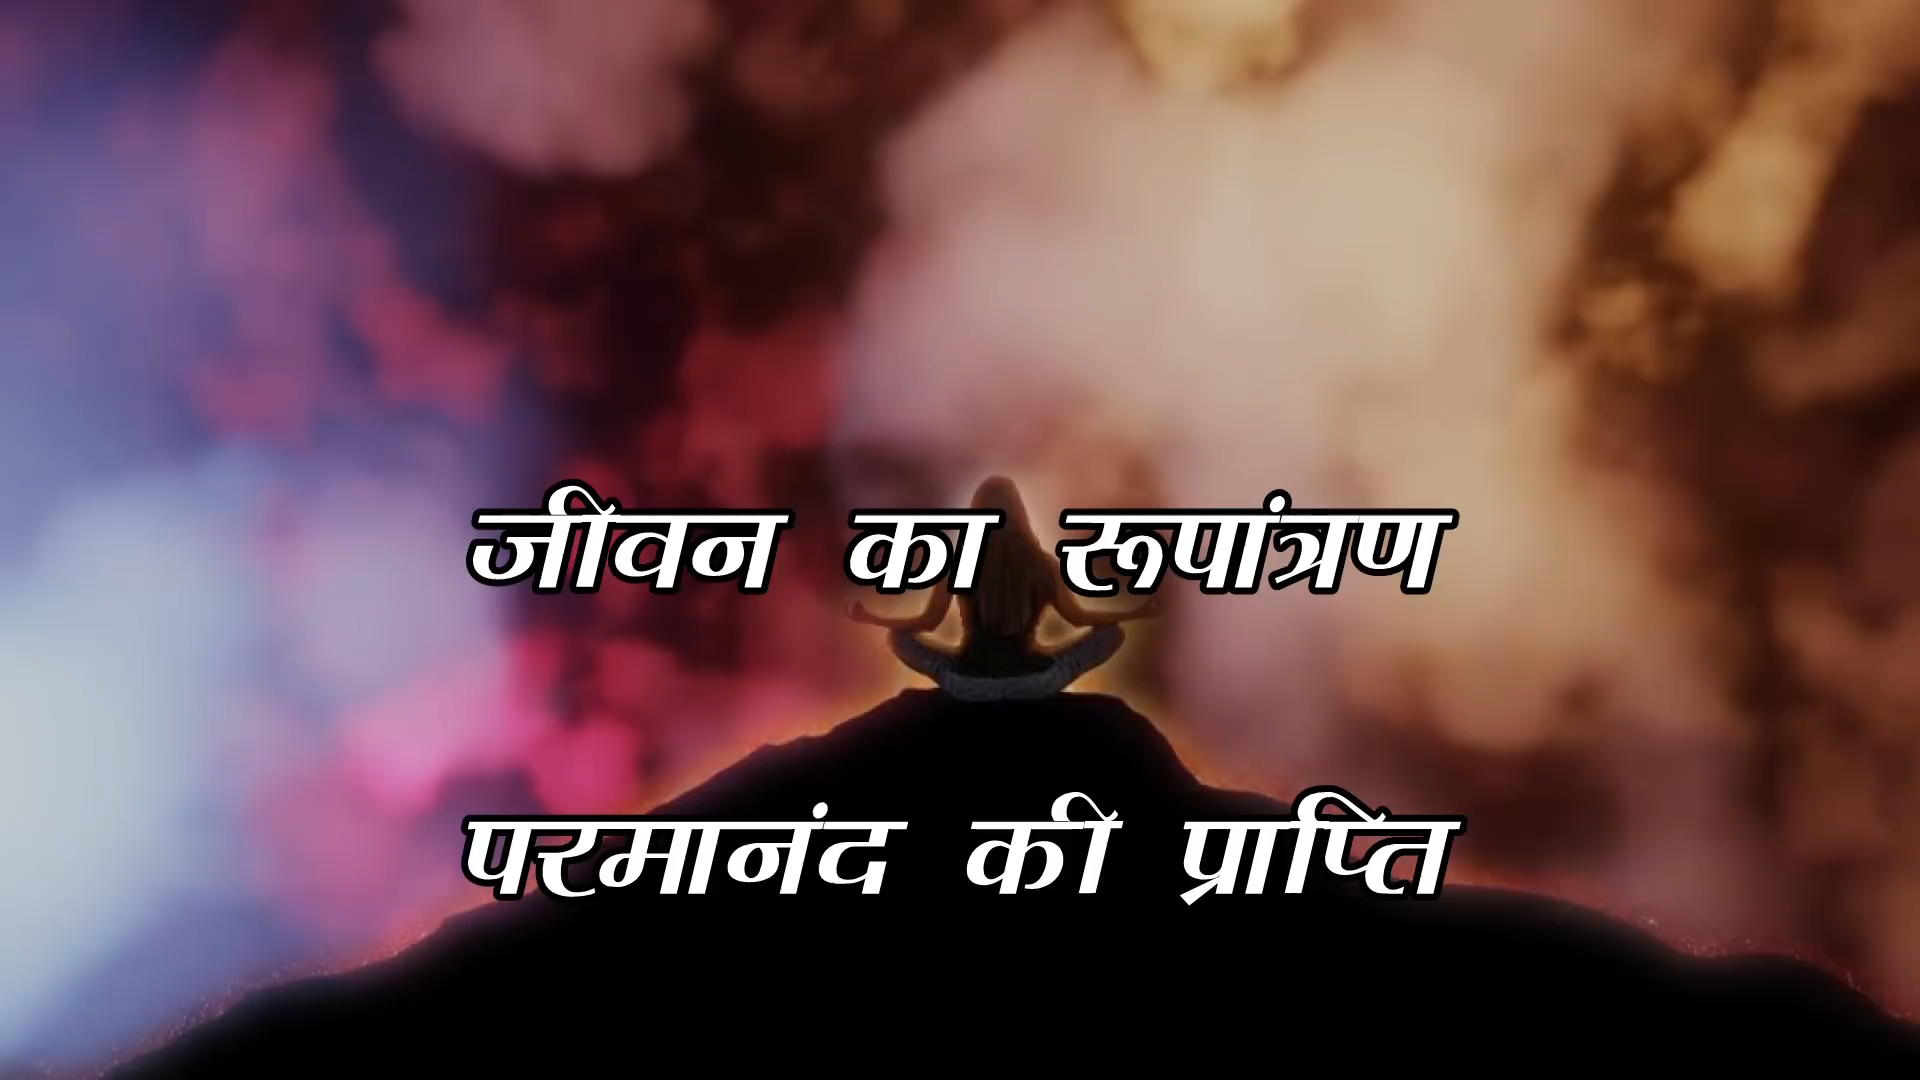 जीवन का रूपांत्रण
परमानंद की प्राप्ति